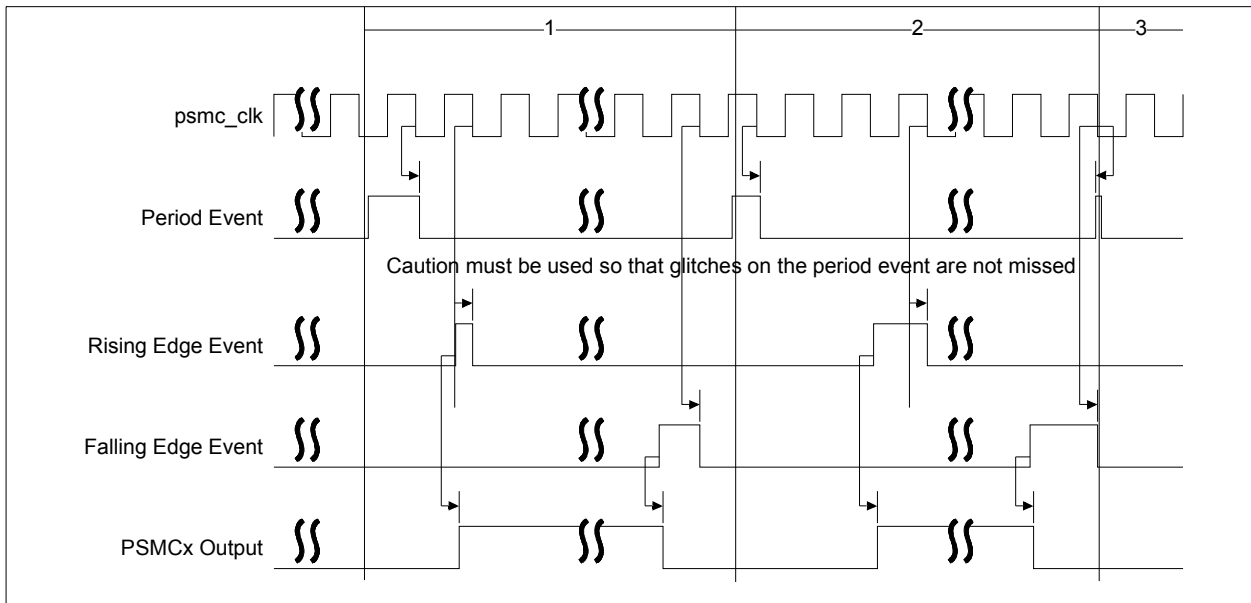 1
2
3
psmc_clk
Period Event
Caution must be used so that glitches on the period event are not missed
Rising Edge Event
Falling Edge Event
PSMCx Output